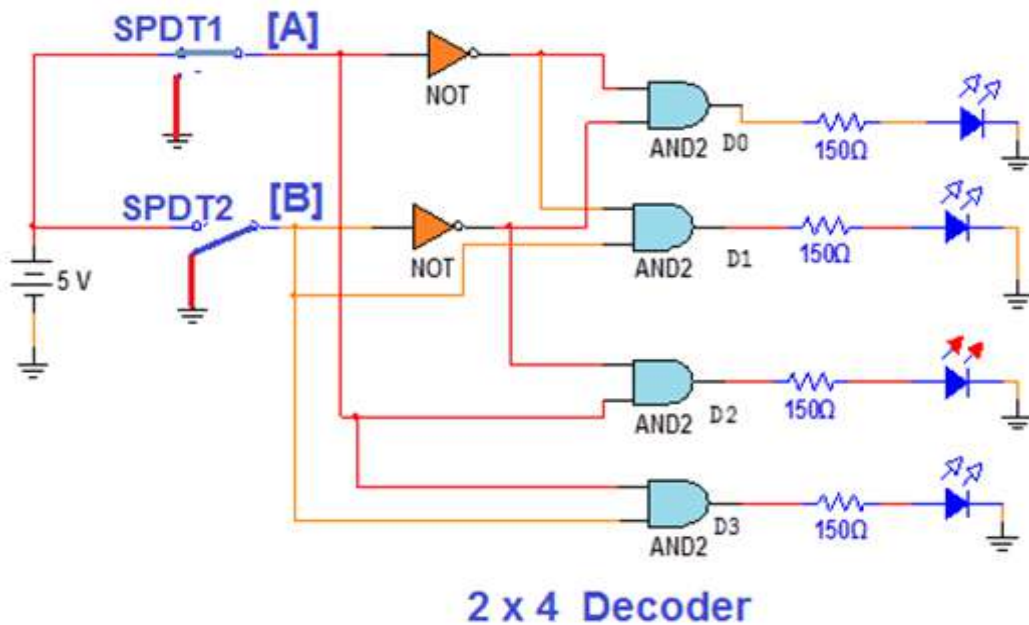 SPDT1 [A]
NOT
AND2 D0
150Ω
SPDT2 [B]
NOT
AND2 D1
150Ω
5 V
AND2 D2
150Ω
AND2 D3
150Ω
2 x 4 Decoder